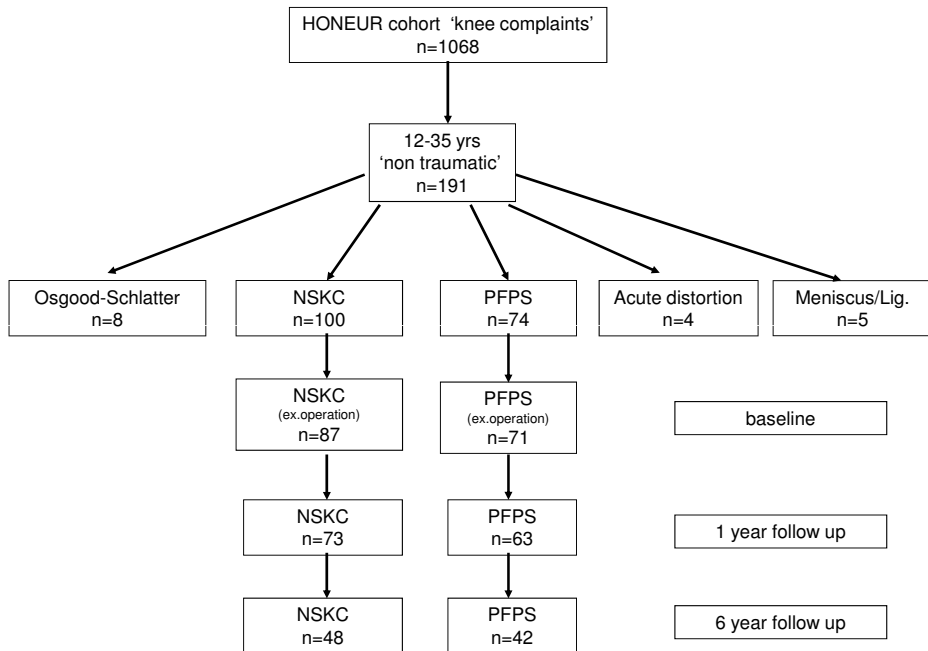 HONEUR cohort ‘knee complaints’
n=1068
12-35 yrs
‘non traumatic’
n=191
Osgood-Schlatter
n=8
NSKC
n=100
PFPS
n=74
Acute distortion
n=4
Meniscus/Lig.
n=5
NSKC
(ex.operation)
n=87
PFPS
(ex.operation)
n=71
baseline
NSKC
n=73
PFPS
n=63
1 year follow up
NSKC
n=48
PFPS
n=42
6 year follow up